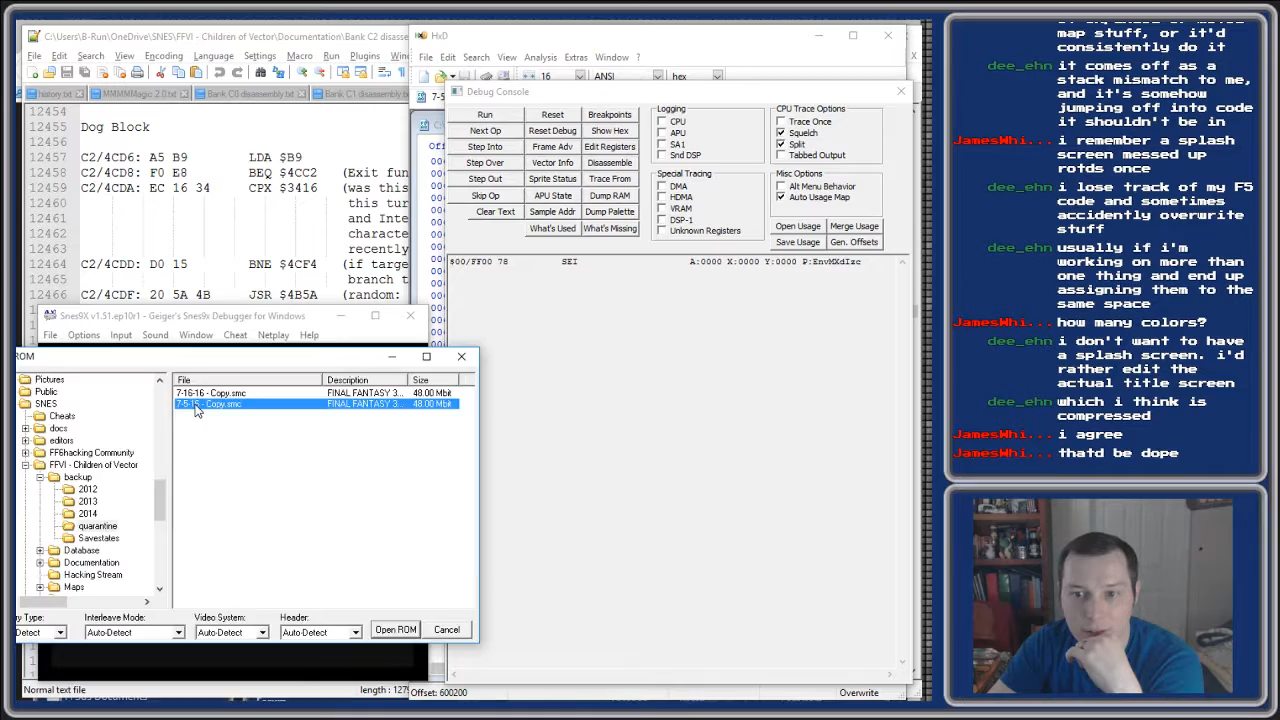 C:\Users\B-Run\OneDrive\SNES\FFVI - Children of Vector\Documentation\Bank C2 disassemb
File Edit Search View Encoding Language Settings Macro Run Plugins Window ?
history.txt MMMMMagic 2.0.txt Bank C0 disassembly.txt Bank C1 disassembly.txt
12454
12455 Dog Block
12456
12457 C2/4CD6: A5 B9 LDA $B9
12458 C2/4CD8: F0 E8 BEQ $4CC2 (Exit fun
12459 C2/4CDA: EC 16 34 CPX $3416 (was this
12460 this tur
12461 and Inte
12462 characte
12463 recently
12464 C2/4CDD: D0 15 BNE $4CF4 (if targe
12465 branch t
12466 C2/4CDF: 20 5A 4B JSR $4B5A (random:
HxD
File Edit Search View Analysis Extras Window ?
16 ANSI hex
7-5
Debug Console
Run Reset Breakpoints
Next Op Reset Debug Show Hex
Step Into Frame Adv Edit Registers
Step Over Vector Info Disassemble
Step Out Sprite Status Trace From
Skip Op APU State Dump RAM
Clear Text Sample Addr Dump Palette
What's Used What's Missing
Logging
CPU
APU
SA1
Snd DSP
CPU Trace Options
Trace Once
Squelch
Split
Tabbed Output
Special Tracing
DMA
HDMA
VRAM
DSP-1
Unknown Registers
Misc Options
Alt Menu Behavior
Auto Usage Map
Open Usage Merge Usage
Save Usage Gen. Offsets
$00/FF00 78 SEI A:0000 X:0000 Y:0000 P:EnvMXdIzc
Snes9X v1.51.ep10r1 - Geiger's Snes9x Debugger for Windows
File Options Input Sound Window Cheat Netplay Help
ROM
Pictures
Public
SNES
Cheats
docs
editors
FF6hacking Community
FFVI - Children of Vector
backup
2012
2013
2014
quarantine
Savestates
Database
Documentation
Hacking Stream
Maps
File Description Size
7-16-16 - Copy.smc FINAL FANTASY 3... 48.00 Mbit
7-5-15 - Copy.smc FINAL FANTASY 3... 48.00 Mbit
y Type: Interleave Mode: Video System: Header:
Detect Auto-Detect Auto-Detect Auto-Detect Open ROM Cancel
Normal text file length : 127
Offset: 600200 Overwrite
map stuff, or it'd
consistently do it
dee_ehn it comes off as a
stack mismatch to me,
and it's somehow
jumping off into code
it shouldn't be in
JamesWhi... i remember a splash
screen messed up
rotds once
dee_ehn i lose track of my F5
code and sometimes
accidently overwrite
stuff
dee_ehn usually if i'm
working on more than
one thing and end up
assigning them to the
same space
JamesWhi... how many colors?
dee_ehn i don't want to have
a splash screen. i'd
rather edit the
actual title screen
dee_ehn which i think is
compressed
JamesWhi... i agree
JamesWhi... thatd be dope